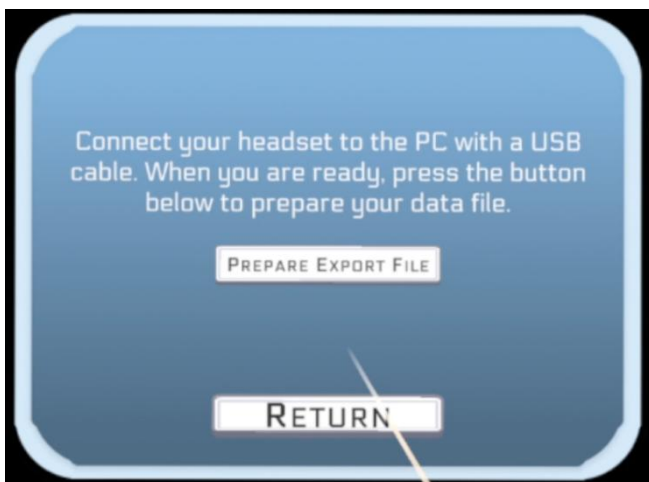 Connect your headset to the PC with a USB
cable. When you are ready, press the button
below to prepare your data file.
PREPARE EXPORT FILE
RETURN